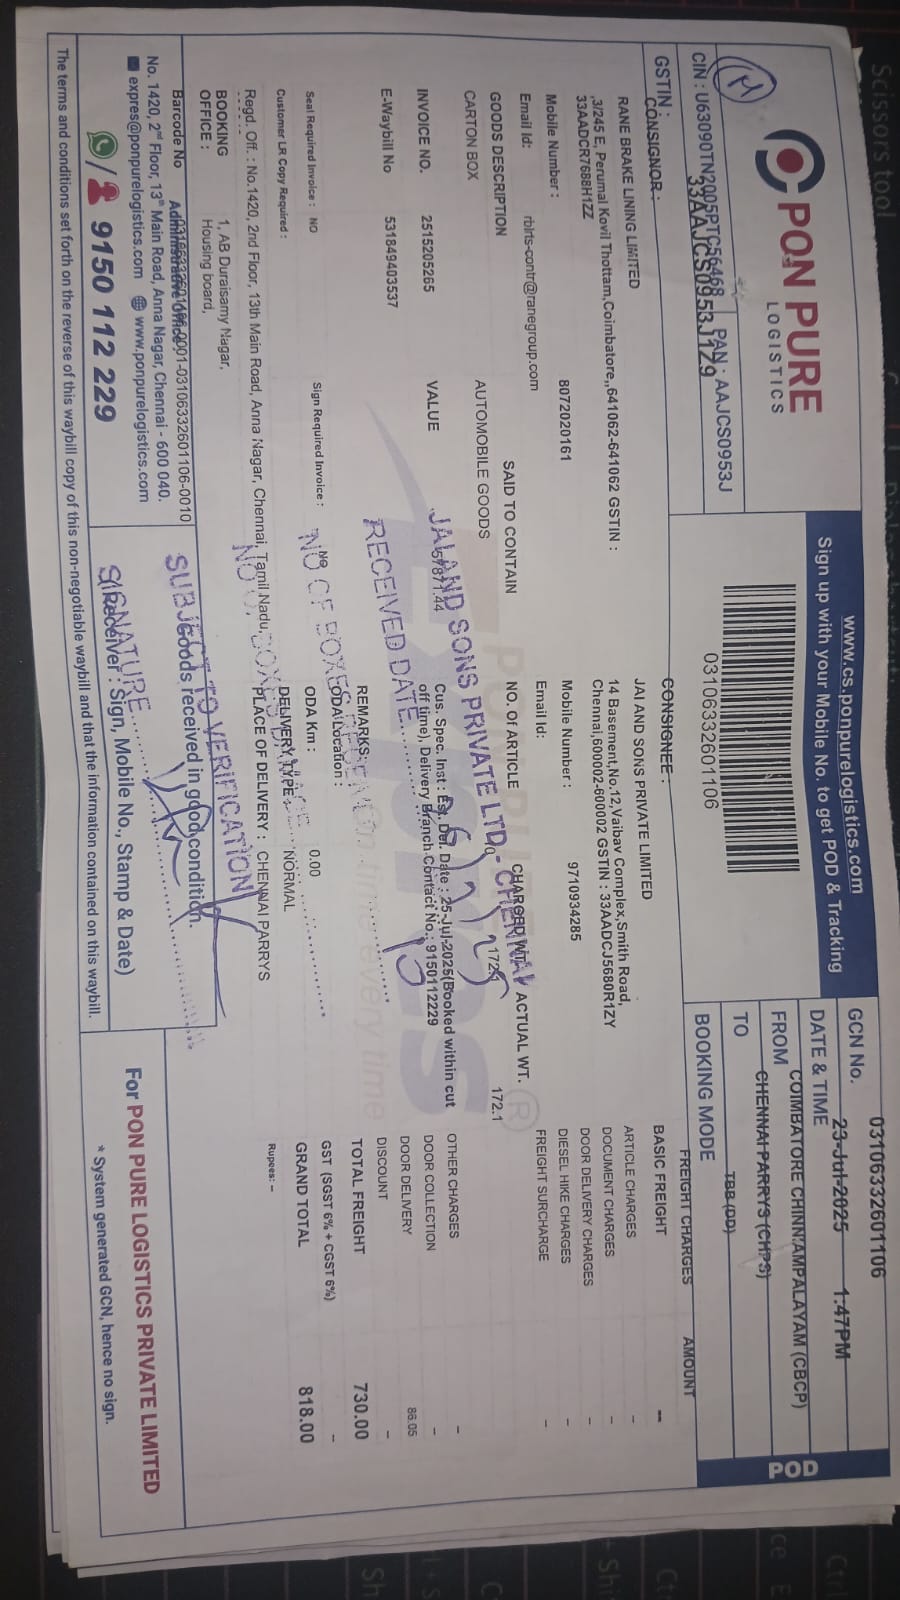 PON PURE
LOGISTICS
CIN : U63090TN2005PTC56468 PAN : AAJCS0953J
GSTIN : 33AAJCS0953J1Z9
www.cs.ponpurelogistics.com
Sign up with your Mobile No. to get POD & Tracking
03106332601106
POD
GCN No. 03106332601106
DATE & TIME 23-Jul-2025 1:47PM
FROM COIMBATORE CHINNAMPALAYAM (CBCP)
TO CHENNAI PARRYS (CHPS)
BOOKING MODE TBB (DD)
CONSIGNOR :
RANE BRAKE LINING LIMITED
,3/245 E, Perumal Kovil Thottam,Coimbatore,,641062-641062 GSTIN :
33AADCR7688H1ZZ
Mobile Number : 8072020161
Email Id: rblrts-contr@ranegroup.com
CONSIGNEE :
JAI AND SONS PRIVATE LIMITED
14 Basement,No.12,Vaibav Complex,Smith Road,
Chennai,600002-600002 GSTIN : 33AADCJ5680R1ZY
Mobile Number : 9710934285
Email Id:
FREIGHT CHARGES AMOUNT
BASIC FREIGHT --
ARTICLE CHARGES --
DOCUMENT CHARGES --
DOOR DELIVERY CHARGES --
DIESEL HIKE CHARGES --
FREIGHT SURCHARGE --
OTHER CHARGES --
DOOR COLLECTION --
DOOR DELIVERY 86.05
DISCOUNT --
TOTAL FREIGHT 730.00
GST (SGST 6% + CGST 6%) --
GRAND TOTAL 818.00
Rupees: -
GOODS DESCRIPTION SAID TO CONTAIN NO. Of ARTICLE CHARGED WT. ACTUAL WT.
CARTON BOX AUTOMOBILE GOODS 10 172.1
INVOICE NO. 2515205265 VALUE 57877.44
Cus. Spec. Inst : Est. Del. Date : 25-Jul-2025(Booked within cut
off time), Delivery Branch Contact No.: 9150112229
E-Waybill No 531849403537
REMARKS :
Seal Required Invoice : NO Sign Required Invoice : No
ODA Location :
ODA Km : 0.00
Customer LR Copy Required :
DELIVERY TYPE : NORMAL
Regd. Off. : No.1420, 2nd Floor, 13th Main Road, Anna Nagar, Chennai, Tamil Nadu,
PLACE OF DELIVERY : CHENNAI PARRYS
BOOKING OFFICE : 1, AB Duraisamy Nagar,
Housing board,
JAI AND SONS PRIVATE LTD - CHENNAI
RECEIVED DATE
NO OF BOXES
SUBJECT TO VERIFICATION
SIGNATURE
Barcode No 03106332601106-0001-03106332601106-0010
Administrative Office:
No. 1420, 2nd Floor, 13th Main Road, Anna Nagar, Chennai - 600 040.
expres@ponpurelogistics.com www.ponpurelogistics.com
/ 9150 112 229
Goods received in good condition.
(Receiver : Sign, Mobile No., Stamp & Date)
For PON PURE LOGISTICS PRIVATE LIMITED
* System generated GCN, hence no sign.
The terms and conditions set forth on the reverse of this waybill copy of this non-negotiable waybill and that the information contained on this waybill.
Scissors tool